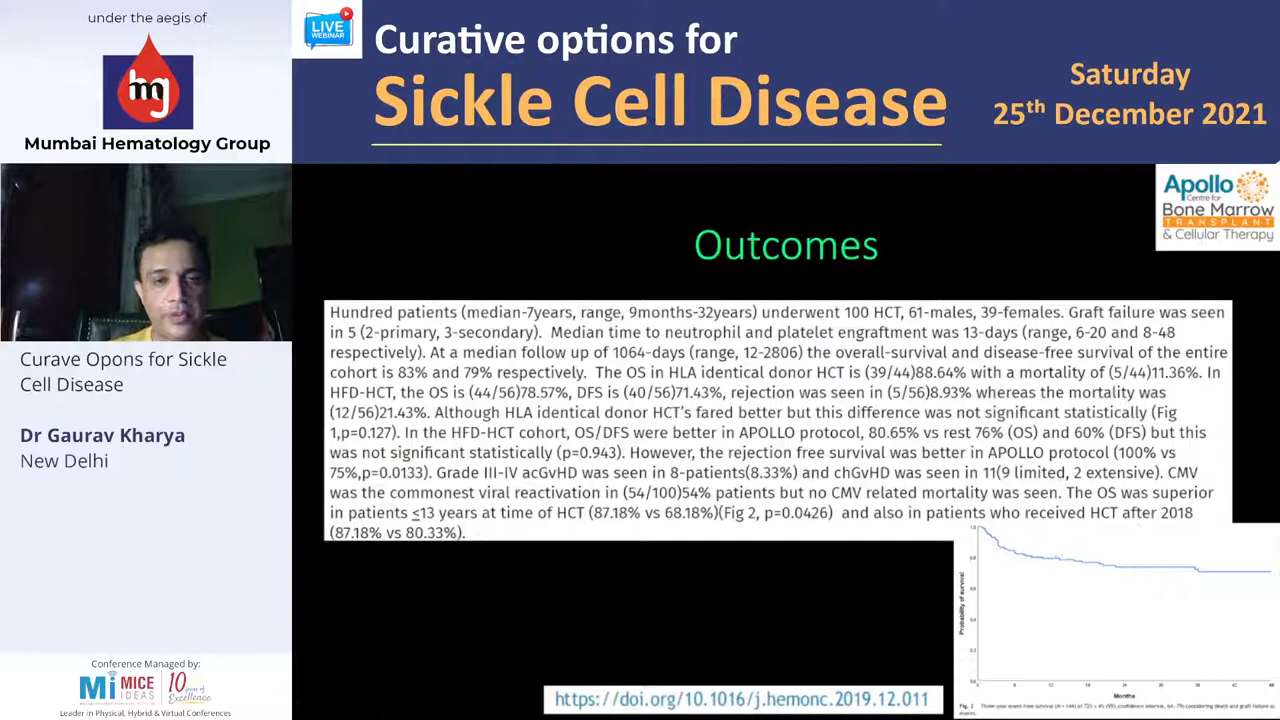 under the aegis of
mg
Mumbai Hematology Group
LIVE
WEBINAR
Curative options for
Sickle Cell Disease
Saturday
25th December 2021
Apollo
Centre for
Bone Marrow
TRANSPLANT
& Cellular Therapy
Outcomes
Hundred patients (median-7years, range, 9months-32years) underwent 100 HCT, 61-males, 39-females. Graft failure was seen
in 5 (2-primary, 3-secondary). Median time to neutrophil and platelet engraftment was 13-days (range, 6-20 and 8-48
respectively). At a median follow up of 1064-days (range, 12-2806) the overall-survival and disease-free survival of the entire
cohort is 83% and 79% respectively. The OS in HLA identical donor HCT is (39/44)88.64% with a mortality of (5/44)11.36%. In
HFD-HCT, the OS is (44/56)78.57%, DFS is (40/56)71.43%, rejection was seen in (5/56)8.93% whereas the mortality was
(12/56)21.43%. Although HLA identical donor HCT's fared better but this difference was not significant statistically (Fig
1,p=0.127). In the HFD-HCT cohort, OS/DFS were better in APOLLO protocol, 80.65% vs rest 76% (OS) and 60% (DFS) but this
was not significant statistically (p=0.943). However, the rejection free survival was better in APOLLO protocol (100% vs
75%,p=0.0133). Grade III-IV acGvHD was seen in 8-patients(8.33%) and chGvHD was seen in 11(9 limited, 2 extensive). CMV
was the commonest viral reactivation in (54/100)54% patients but no CMV related mortality was seen. The OS was superior
in patients ≤13 years at time of HCT (87.18% vs 68.18%)(Fig 2, p=0.0426) and also in patients who received HCT after 2018
(87.18% vs 80.33%).
Curave Opons for Sickle
Cell Disease
Dr Gaurav Kharya
New Delhi
Conference Managed by:
Mi MICE
IDEAS
10 years of
Excellence
Leader in Physical, Hybrid & Virtual Conferences
https://doi.org/10.1016/j.hemonc.2019.12.011
Probability of survival
Months